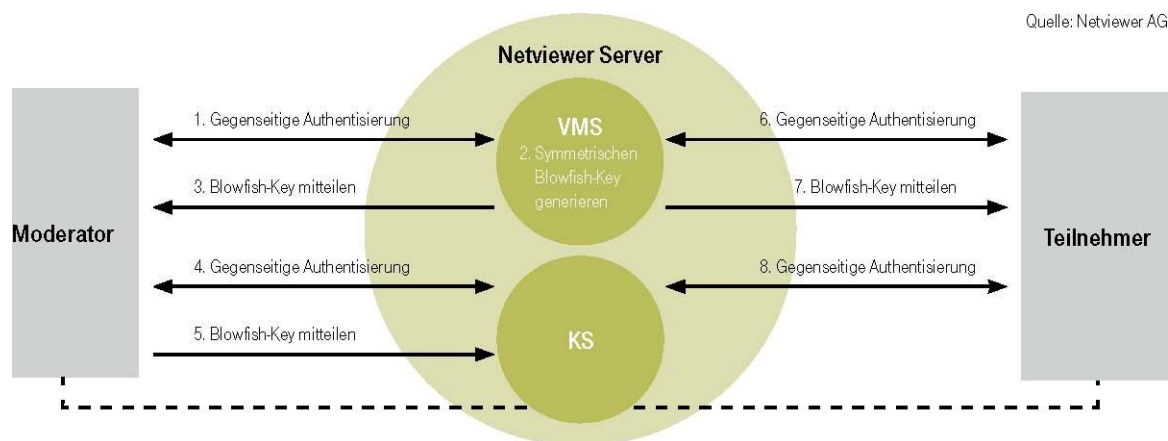 Quelle: Netviewer AG
Netviewer Server
Moderator
1. Gegenseitige Authentisierung
3. Blowfish-Key mitteilen
4. Gegenseitige Authentisierung
5. Blowfish-Key mitteilen
VMS
2. Symmetrischen
Blowfish-Key
generieren
KS
6. Gegenseitige Authentisierung
7. Blowfish-Key mitteilen
8. Gegenseitige Authentisierung
Teilnehmer